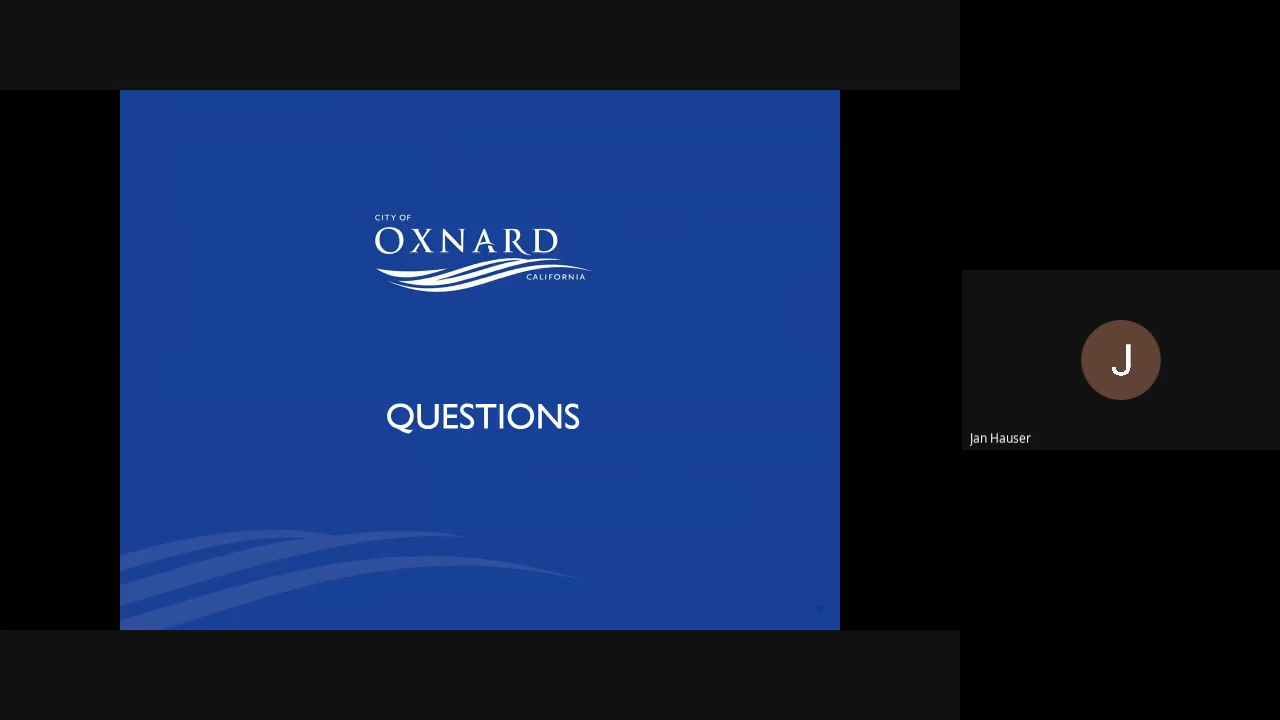 CITY OF
OXNARD
CALIFORNIA
QUESTIONS
J
Jan Hauser